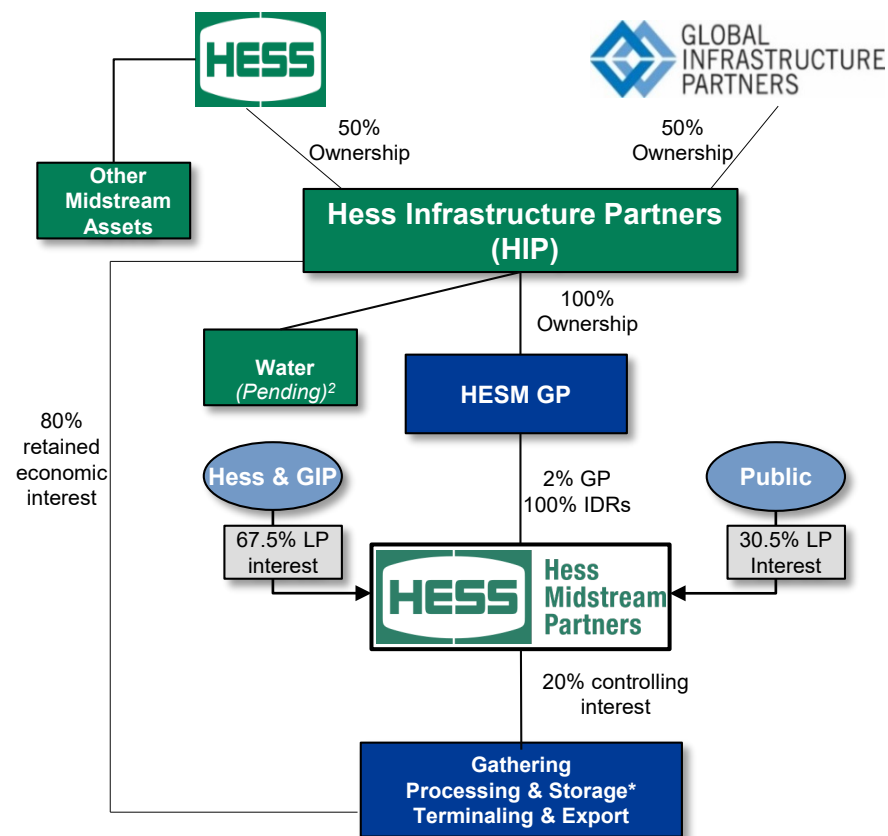 HESS
GLOBAL
INFRASTRUCTURE
PARTNERS
50%
Ownership
50%
Ownership
Other
Midstream
Assets
Hess Infrastructure Partners
(HIP)
100%
Ownership
Water
(Pending)2
HESM GP
80%
retained
economic
interest
Hess & GIP
2% GP
100% IDRs
Public
67.5% LP
interest
30.5% LP
Interest
HESS
Hess
Midstream
Partners
20% controlling
interest
Gathering
Processing & Storage*
Terminaling & Export